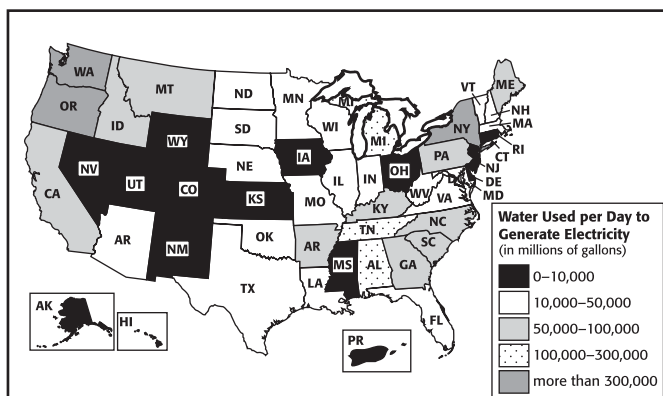 WA
MT
ND
MN
MI
VT
ME
OR
ID
SD
WI
MI
NY
NH
MA
WY
IA
PA
RI
CT
NV
UT
NE
IL
IN
OH
NJ
DE
MD
DC
CA
CO
KS
MO
WV
VA
KY
NC
TN
AR
NM
OK
AR
SC
MS
AL
GA
TX
LA
FL
AK
HI
PR
Water Used per Day to
Generate Electricity
(in millions of gallons)
0–10,000
10,000–50,000
50,000–100,000
100,000–300,000
more than 300,000